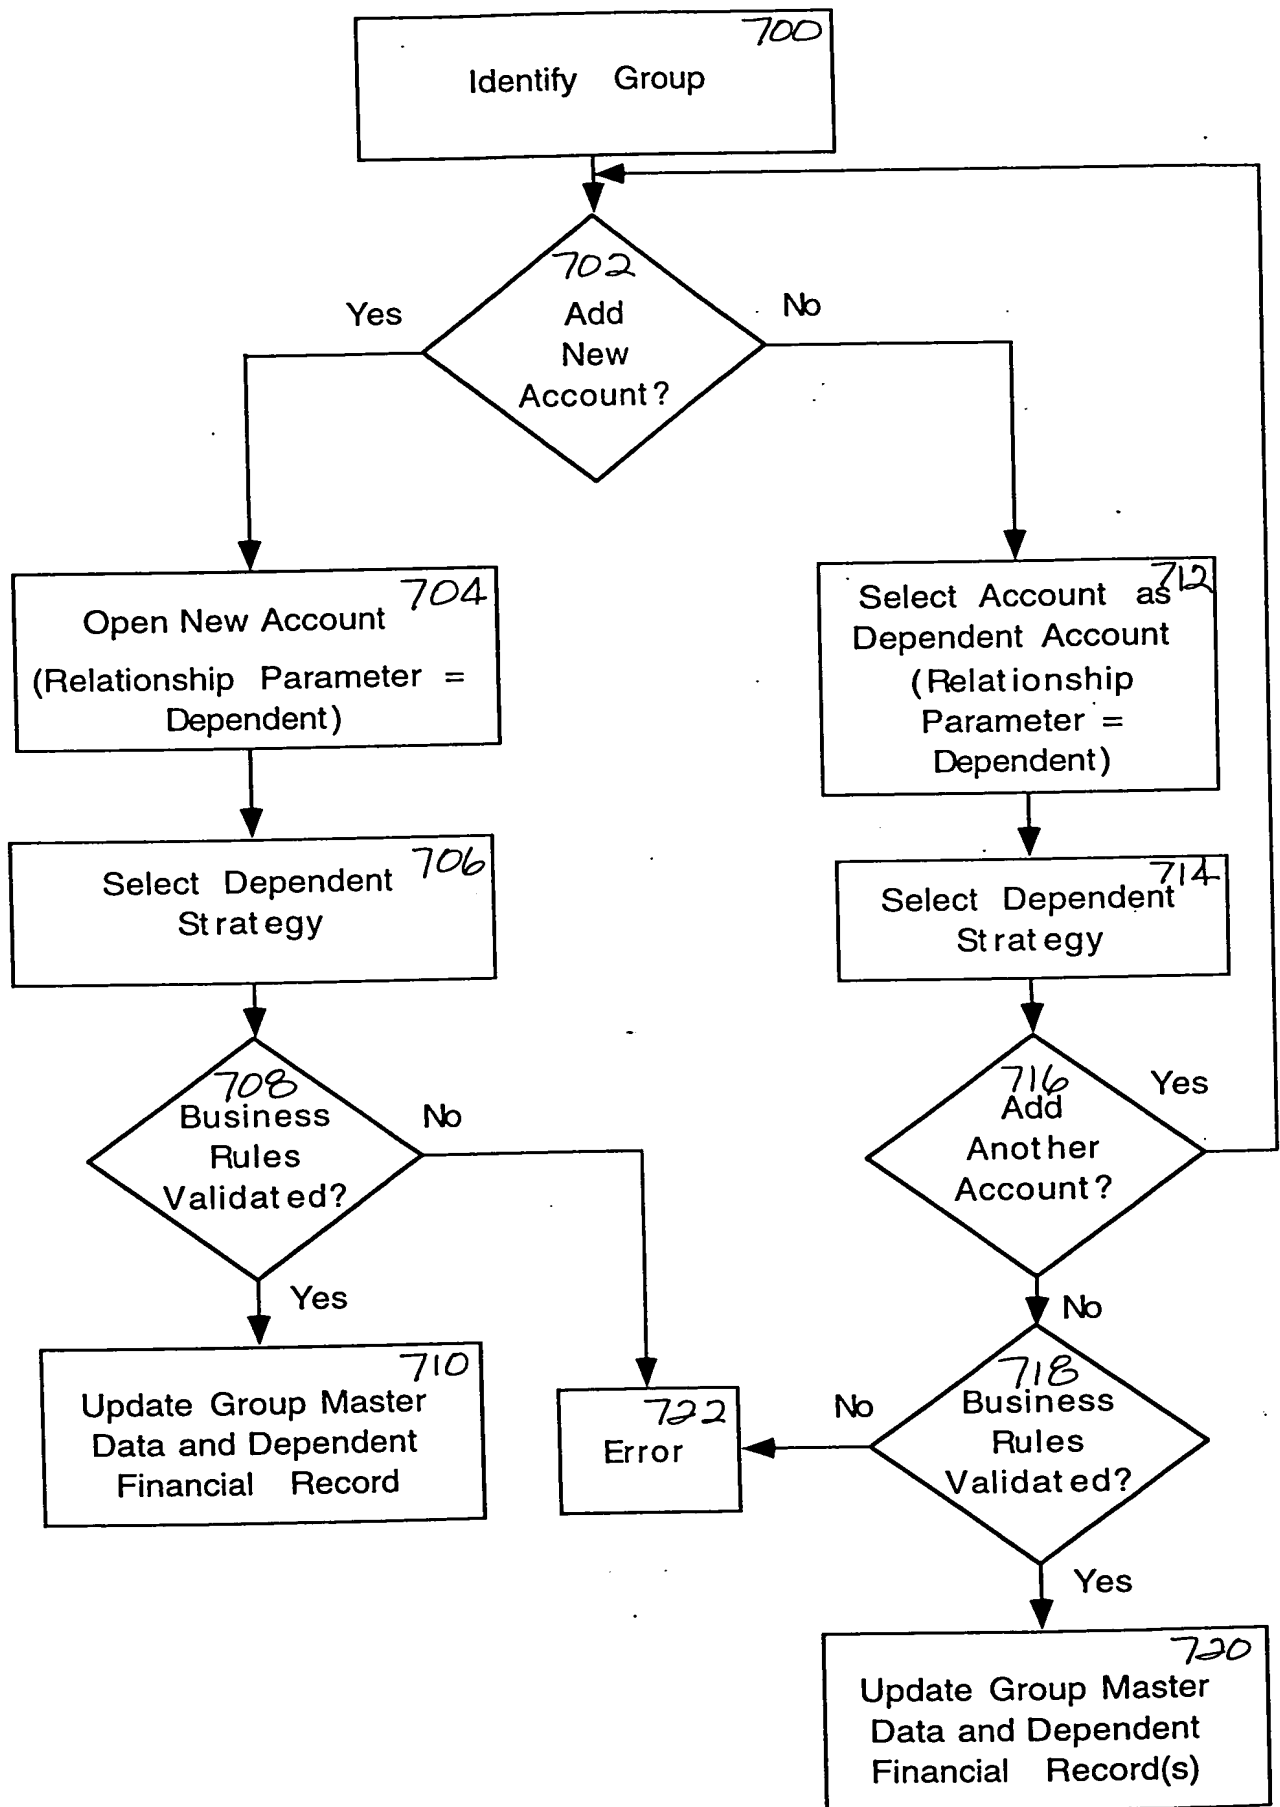 700
Identify Group
702
Add
New
Account?
Yes
No
704
Open New Account
(Relationship Parameter =
Dependent)
706
Select Dependent
Strategy
708
Business
Rules
Validated?
No
Yes
710
Update Group Master
Data and Dependent
Financial Record
712
Select Account as
Dependent Account
(Relationship
Parameter =
Dependent)
714
Select Dependent
Strategy
716
Add
Another
Account?
Yes
No
718
Business
Rules
Validated?
No
Yes
722
Error
720
Update Group Master
Data and Dependent
Financial Record(s)